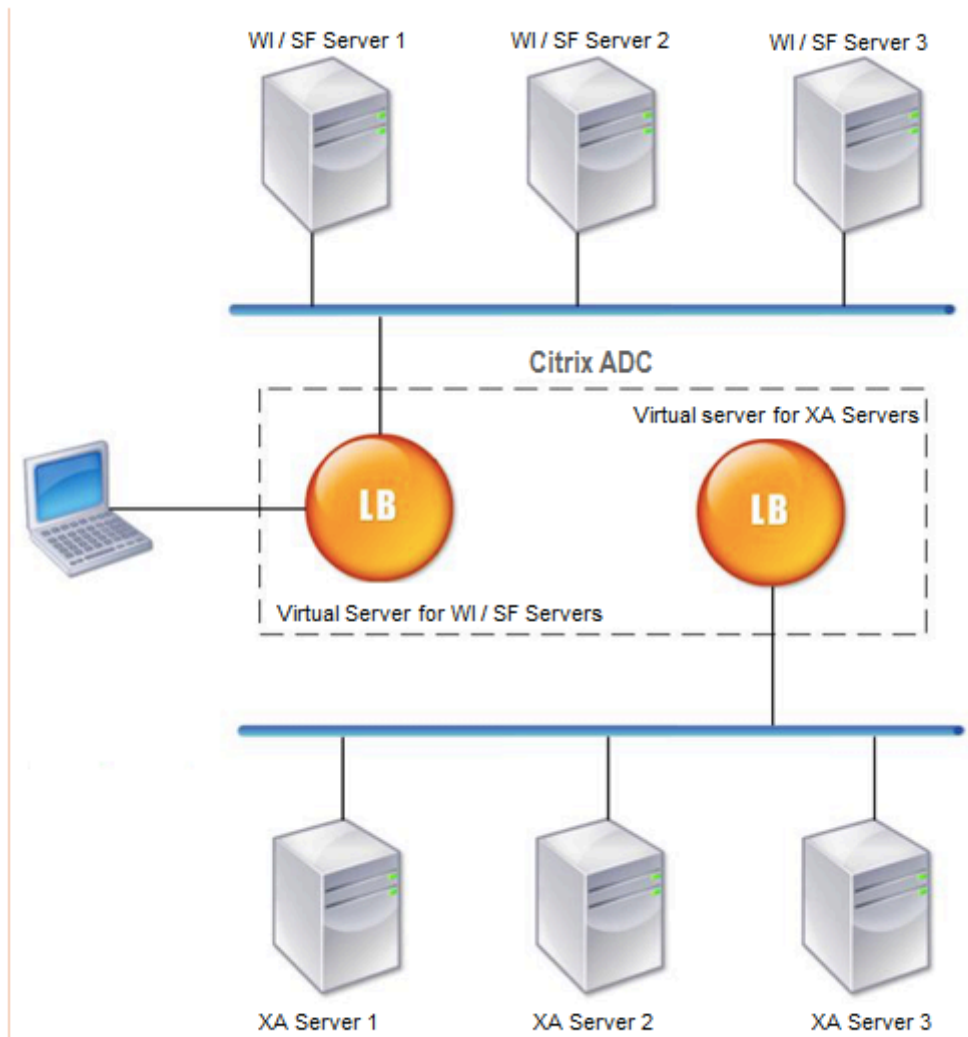 WI / SF Server 1
WI / SF Server 2
WI / SF Server 3
Citrix ADC
Virtual server for XA Servers
LB
LB
Virtual Server for WI / SF Servers
XA Server 1
XA Server 2
XA Server 3